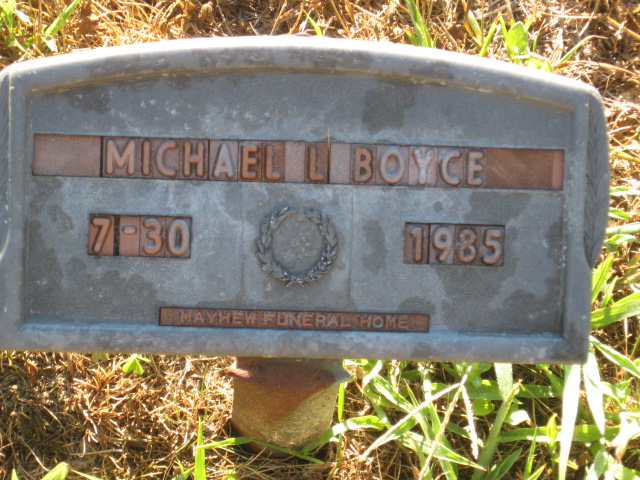 MICHAEL L BOYCE
7-30 1985
MAYHEW FUNERAL HOME